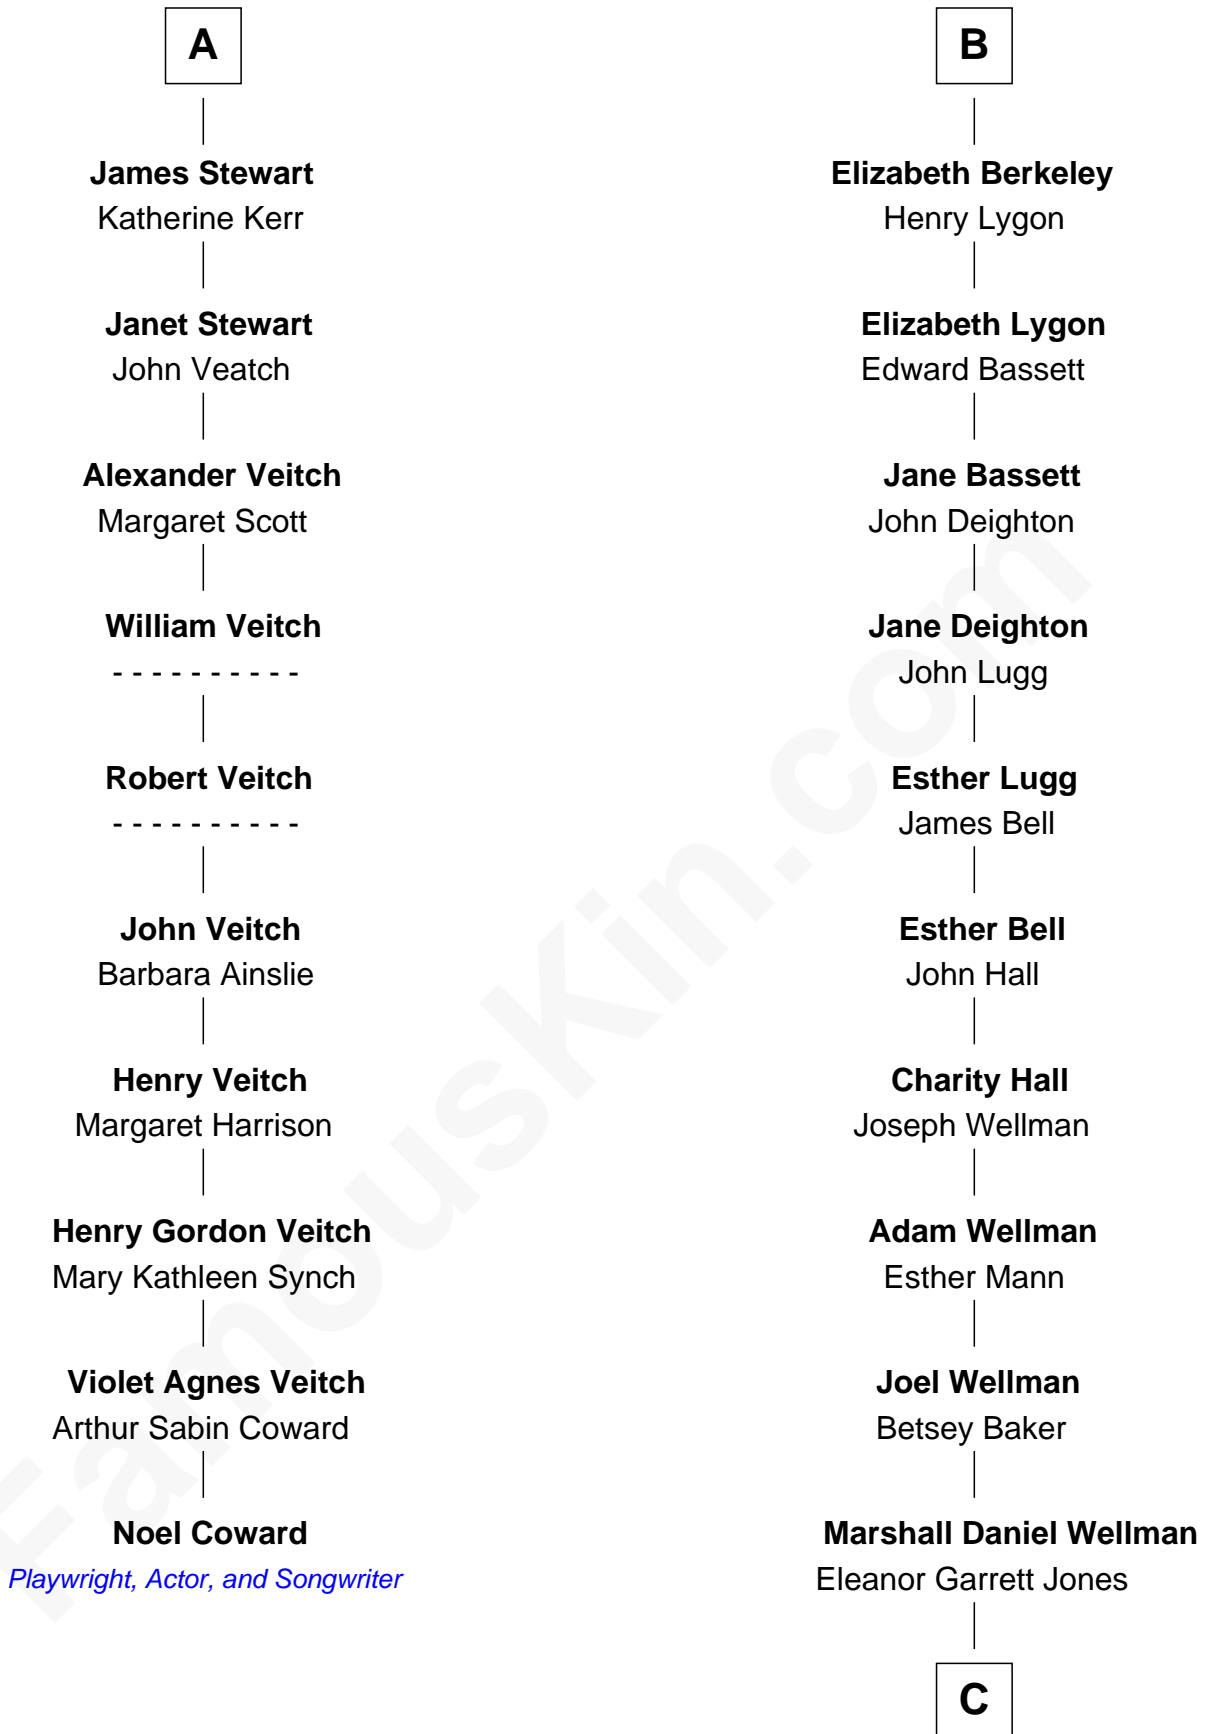 A
James Stewart
Katherine Kerr
Janet Stewart
John Veatch
Alexander Veitch
Margaret Scott
William Veitch
- - - - - - - - - -
Robert Veitch
- - - - - - - - - -
John Veitch
Barbara Ainslie
Henry Veitch
Margaret Harrison
Henry Gordon Veitch
Mary Kathleen Synch
Violet Agnes Veitch
Arthur Sabin Coward
Noel Coward
Playwright, Actor, and Songwriter
B
Elizabeth Berkeley
Henry Lygon
Elizabeth Lygon
Edward Bassett
Jane Bassett
John Deighton
Jane Deighton
John Lugg
Esther Lugg
James Bell
Esther Bell
John Hall
Charity Hall
Joseph Wellman
Adam Wellman
Esther Mann
Joel Wellman
Betsey Baker
Marshall Daniel Wellman
Eleanor Garrett Jones
C
FamousKin.com